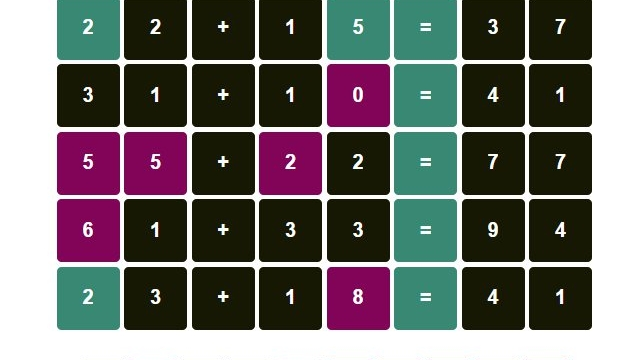 2 2 + 1 5 = 3 7
3 1 + 1 0 = 4 1
5 5 + 2 2 = 7 7
6 1 + 3 3 = 9 4
2 3 + 1 8 = 4 1